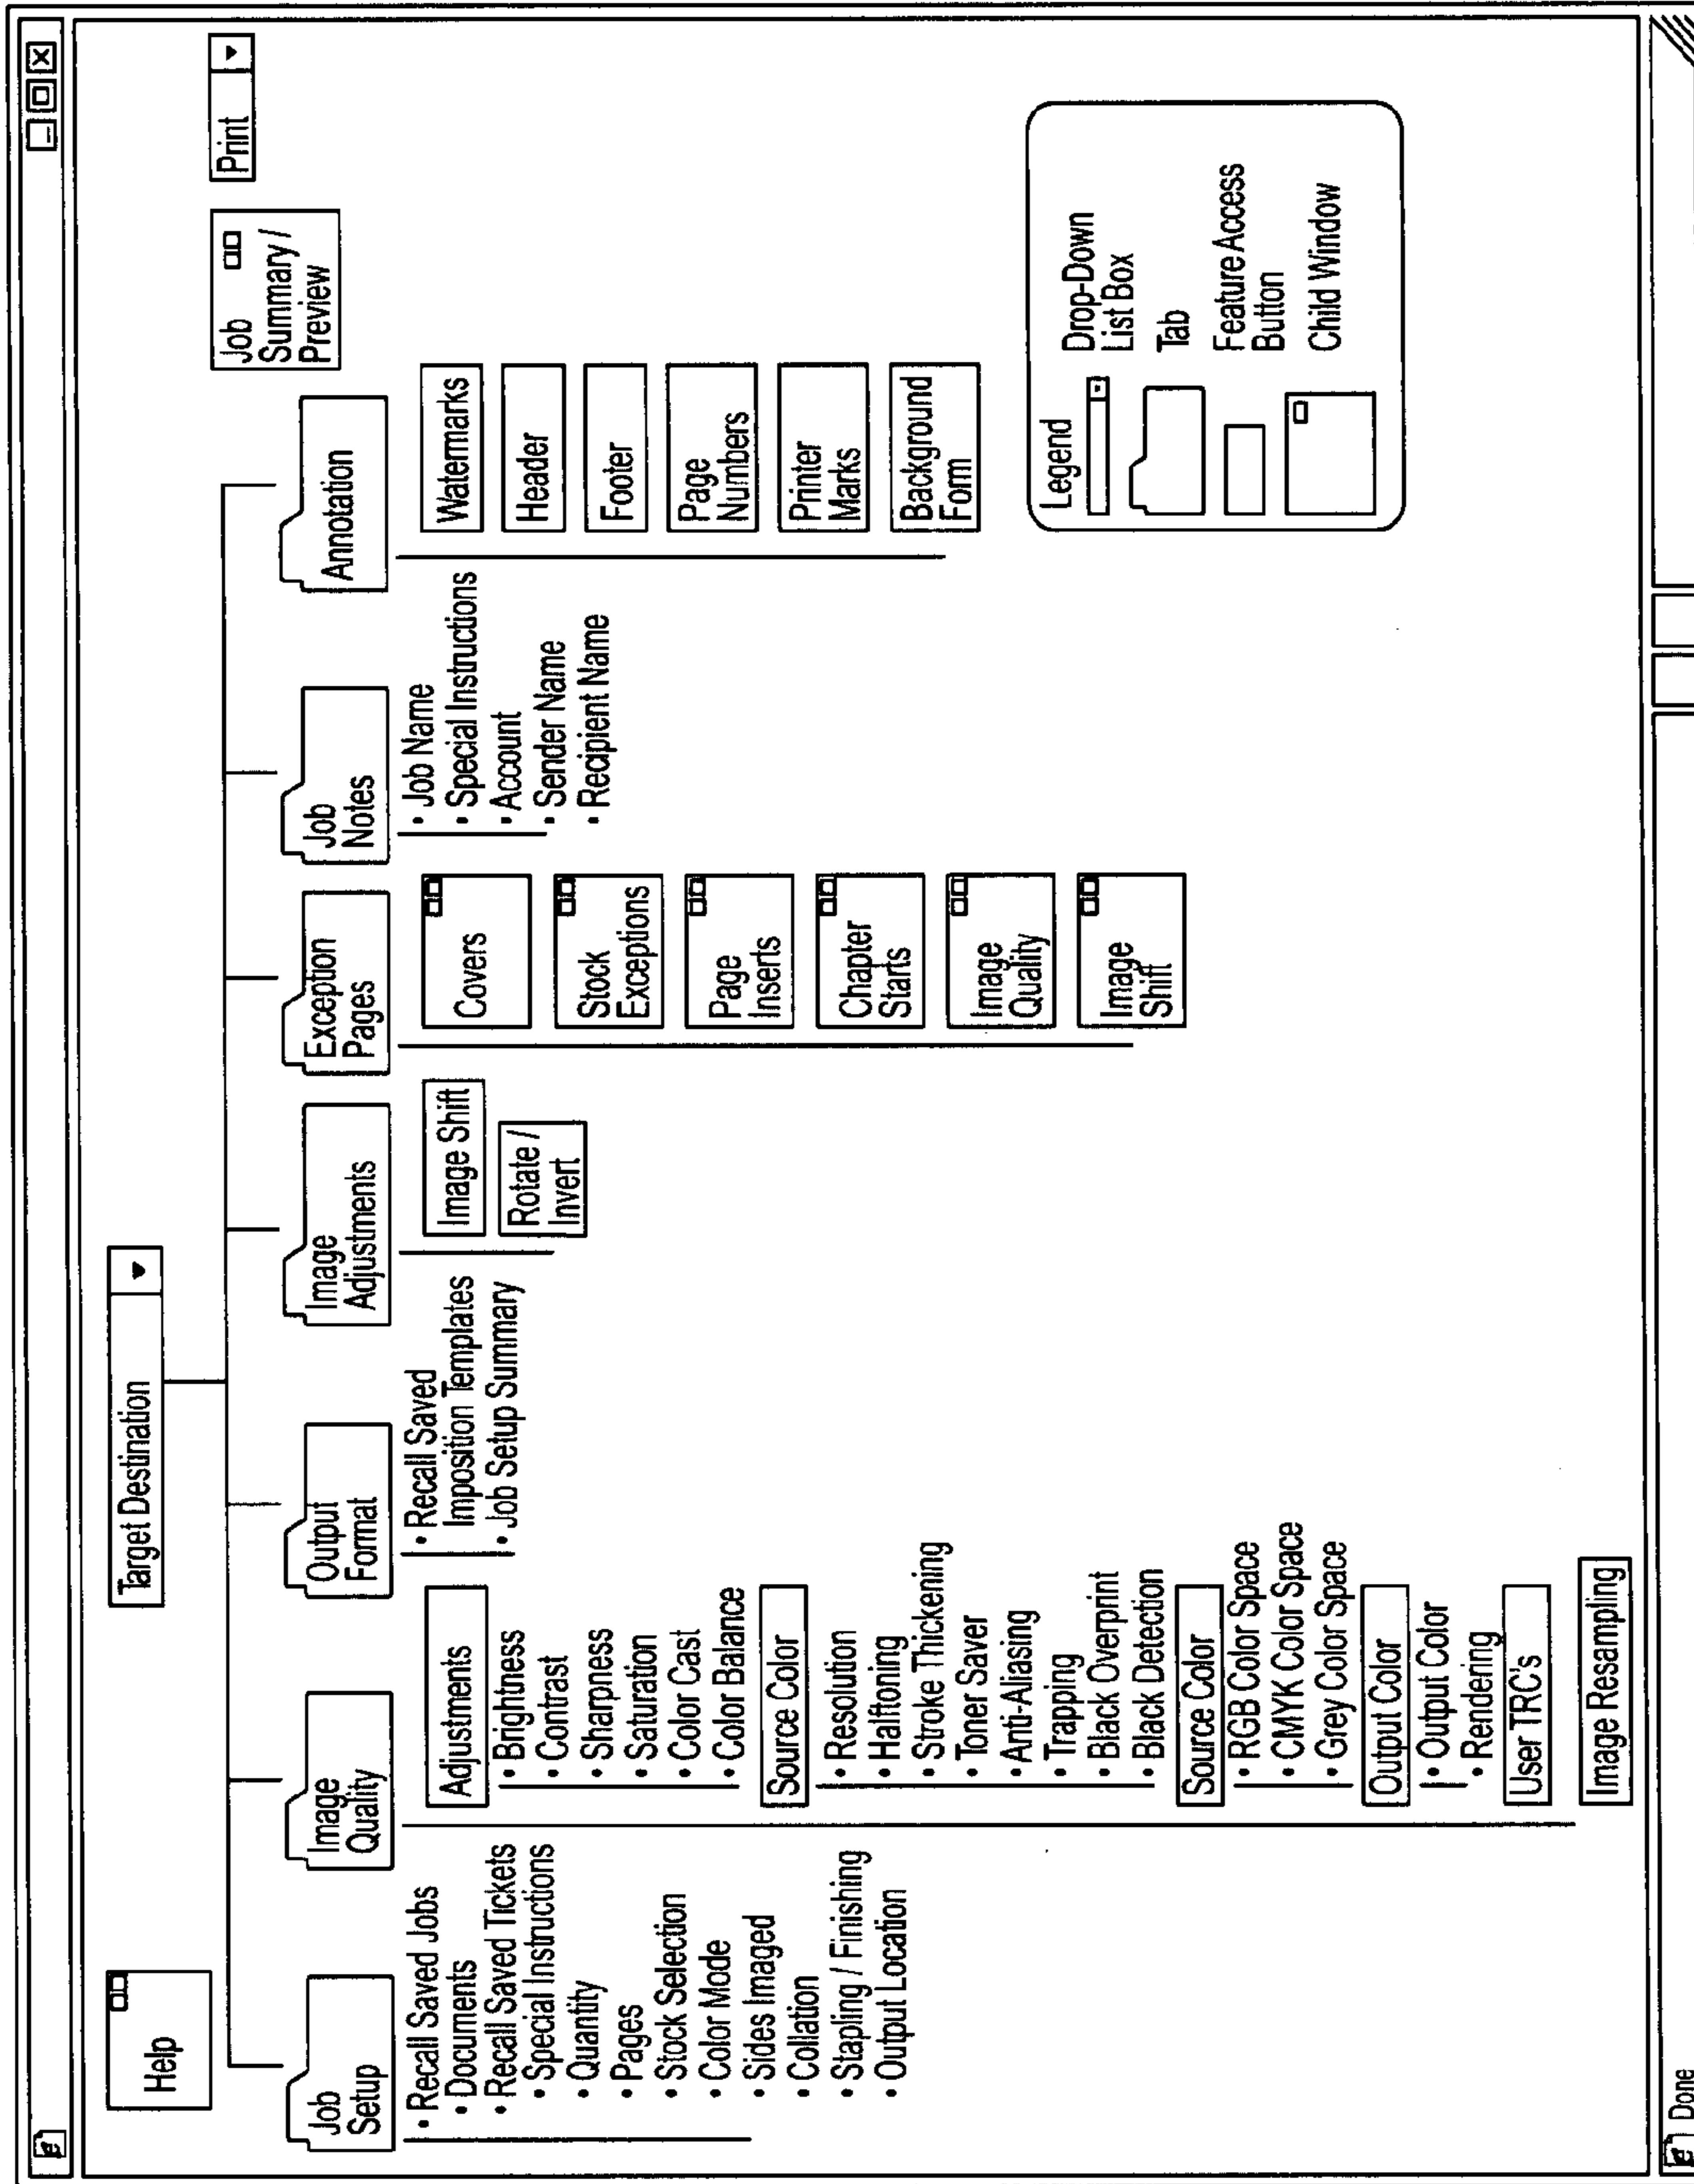 Help
Target Destination
Job
Summary /
Preview
Print
Job
Setup
• Recall Saved Jobs
• Documents
• Recall Saved Tickets
• Special Instructions
• Quantity
• Pages
• Stock Selection
• Color Mode
• Sides Imaged
• Collation
• Stapling / Finishing
• Output Location
Image
Quality
Adjustments
• Brightness
• Contrast
• Sharpness
• Saturation
• Color Cast
• Color Balance
Source Color
• Resolution
• Halftoning
• Stroke Thickening
• Toner Saver
• Anti-Aliasing
• Trapping
• Black Overprint
• Black Detection
Source Color
• RGB Color Space
• CMYK Color Space
• Grey Color Space
Output Color
• Output Color
• Rendering
User TRC's
Image Resampling
Output
Format
• Recall Saved
Imposition Templates
• Job Setup Summary
Image
Adjustments
Image Shift
Rotate /
Invert
Exception
Pages
Covers
Stock
Exceptions
Page
Inserts
Chapter
Starts
Image
Quality
Image
Shift
Job
Notes
• Job Name
• Special Instructions
• Account
• Sender Name
• Recipient Name
Annotation
Watermarks
Header
Footer
Page
Numbers
Printer
Marks
Background
Form
Legend
Drop-Down
List Box
Tab
Feature Access
Button
Child Window
Done